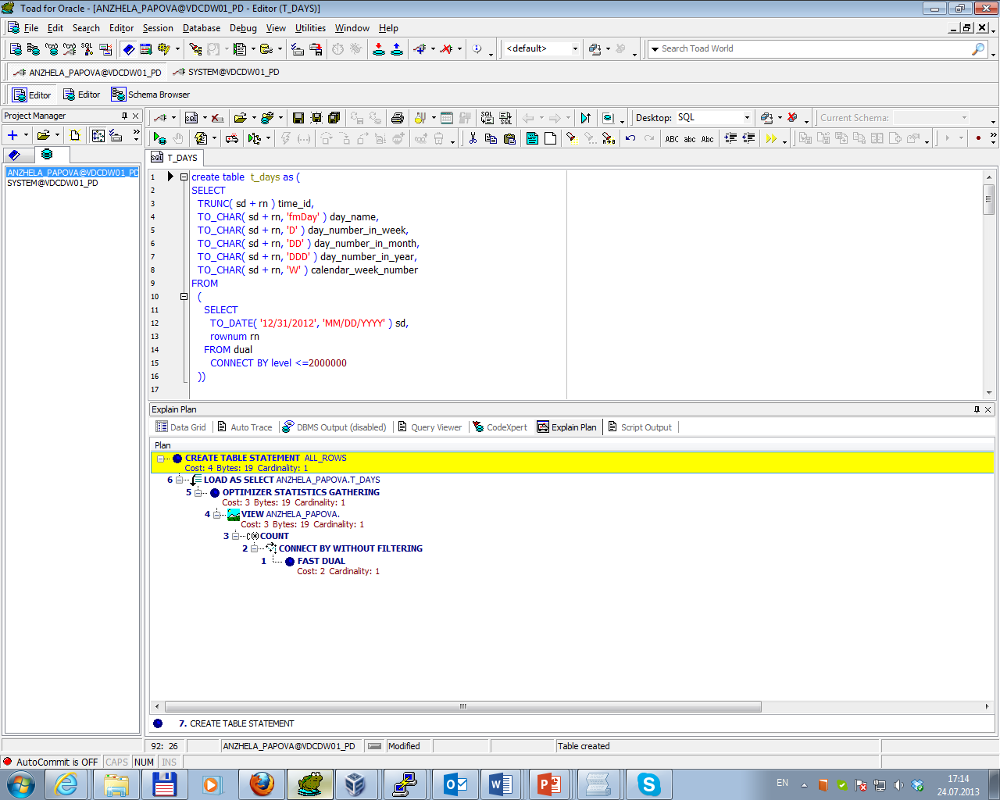 Toad for Oracle - [ANZHELA_PAPOVA@VDCDW01_PD - Editor (T_DAYS)]
File Edit Search Editor Session Database Debug View Utilities Window Help
<default> Search Toad World
ANZHELA_PAPOVA@VDCDW01_PD SYSTEM@VDCDW01_PD
Editor Editor Schema Browser
Project Manager
Desktop: SQL Current Schema:
ABC abc Abc
ANZHELA_PAPOVA@VDCDW01_PD
SYSTEM@VDCDW01_PD
T_DAYS
1 create table t_days as (
2 SELECT
3 TRUNC( sd + rn ) time_id,
4 TO_CHAR( sd + rn, 'fmDay' ) day_name,
5 TO_CHAR( sd + rn, 'D' ) day_number_in_week,
6 TO_CHAR( sd + rn, 'DD' ) day_number_in_month,
7 TO_CHAR( sd + rn, 'DDD' ) day_number_in_year,
8 TO_CHAR( sd + rn, 'W' ) calendar_week_number
9 FROM
10 (
11 SELECT
12 TO_DATE( '12/31/2012', 'MM/DD/YYYY' ) sd,
13 rownum rn
14 FROM dual
15 CONNECT BY level <=2000000
16 ))
17
Explain Plan
Data Grid Auto Trace DBMS Output (disabled) Query Viewer CodeXpert Explain Plan Script Output
Plan
CREATE TABLE STATEMENT ALL_ROWS
Cost: 4 Bytes: 19 Cardinality: 1
6 LOAD AS SELECT ANZHELA_PAPOVA.T_DAYS
5 OPTIMIZER STATISTICS GATHERING
Cost: 3 Bytes: 19 Cardinality: 1
4 VIEW ANZHELA_PAPOVA.
Cost: 3 Bytes: 19 Cardinality: 1
3 COUNT
2 CONNECT BY WITHOUT FILTERING
1 FAST DUAL
Cost: 2 Cardinality: 1
7. CREATE TABLE STATEMENT
92: 26 ANZHELA_PAPOVA@VDCDW01_PD Modified Table created
AutoCommit is OFF CAPS NUM INS
EN 17:14
24.07.2013